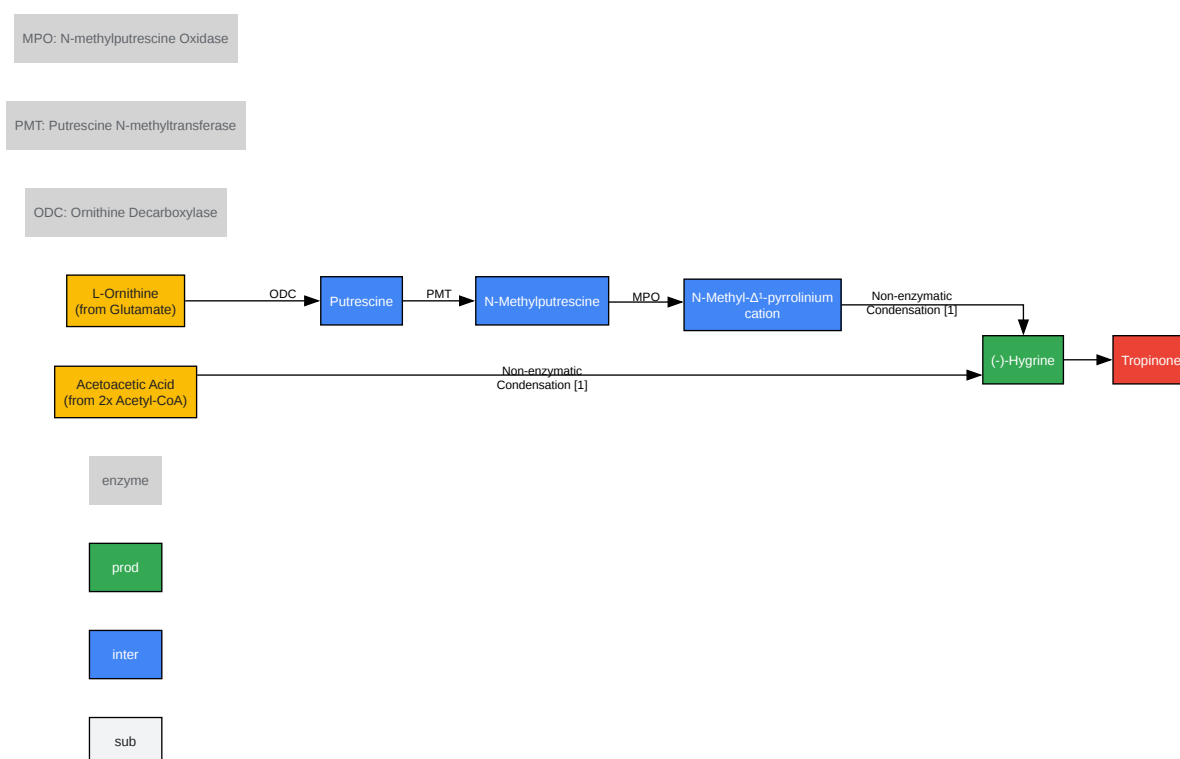 MPO: N-methylputrescine Oxidase
PMT: Putrescine N-methyltransferase
ODC: Ornithine Decarboxylase
L-Ornithine
(from Glutamate)
ODC
Putrescine
PMT
N-Methylputrescine
MPO
N-Methyl-Δ¹-pyrrolinium
cation
Non-enzymatic
Condensation [1]
(-)-Hygrine
Tropinone
Acetoacetic Acid
(from 2x Acetyl-CoA)
Non-enzymatic
Condensation [1]
enzyme
prod
inter
sub